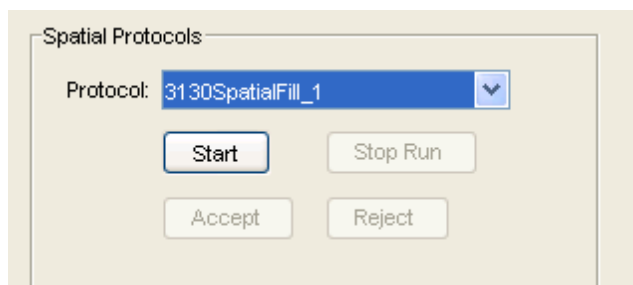 Spatial Protocols
Protocol: 3130SpatialFill_1
Start Stop Run
Accept Reject